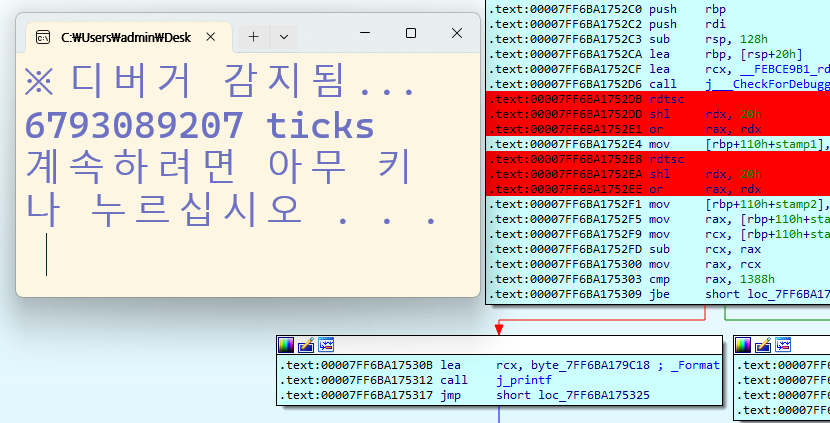 C:₩Users₩admin₩Desk
※ 디버거 감지됨...
6793089207 ticks
계속하려면 아무 키
나 누르십시오 . . .
.text:00007FF6BA1752C0 push rbp
.text:00007FF6BA1752C2 push rdi
.text:00007FF6BA1752C3 sub rsp, 128h
.text:00007FF6BA1752CA lea rbp, [rsp+20h]
.text:00007FF6BA1752CF lea rcx, __FEBCE9B1_rd
.text:00007FF6BA1752D6 call j___CheckForDebugg
.text:00007FF6BA1752DB rdtsc
.text:00007FF6BA1752DD shl rdx, 20h
.text:00007FF6BA1752E1 or rax, rdx
.text:00007FF6BA1752E4 mov [rbp+110h+stamp1],
.text:00007FF6BA1752E8 rdtsc
.text:00007FF6BA1752EA shl rdx, 20h
.text:00007FF6BA1752EE or rax, rdx
.text:00007FF6BA1752F1 mov [rbp+110h+stamp2],
.text:00007FF6BA1752F5 mov rax, [rbp+110h+sta
.text:00007FF6BA1752F9 mov rcx, [rbp+110h+sta
.text:00007FF6BA1752FD sub rcx, rax
.text:00007FF6BA175300 mov rax, rcx
.text:00007FF6BA175303 cmp rax, 1388h
.text:00007FF6BA175309 jbe short loc_7FF6BA17
.text:00007FF6BA17530B lea rcx, byte_7FF6BA179C18 ; _Format
.text:00007FF6BA175312 call j_printf
.text:00007FF6BA175317 jmp short loc_7FF6BA175325
.text:00007FF6
.text:00007FF6
.text:00007FF6
.text:00007FF6